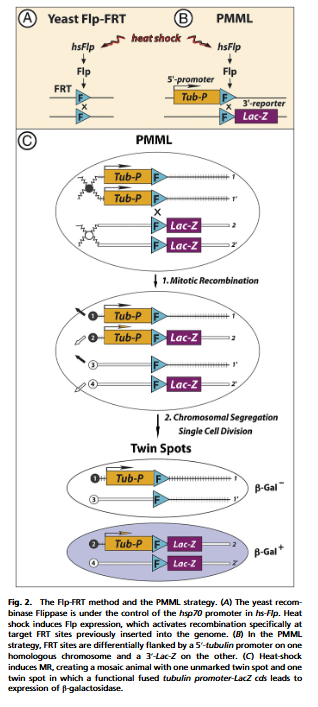 A Yeast Flp-FRT
B PMML
heat shock
hsFlp
hsFlp
Flp
Flp
5'-promoter
FRT
F
Tub-P
F
3'-reporter
x
x
F
F
Lac-Z
C PMML
Tub-P
F
1
Tub-P
F
1'
X
F
Lac-Z
2
F
Lac-Z
2'
1. Mitotic Recombination
1
Tub-P
F
1
2
Tub-P
F
Lac-Z
2
3
F
1'
4
F
Lac-Z
2'
2. Chromosomal Segregation
Single Cell Division
Twin Spots
1
Tub-P
F
1
3
F
1'
β-Gal−
2
Tub-P
F
Lac-Z
2
4
F
Lac-Z
2'
β-Gal+
Fig. 2. The Flp-FRT method and the PMML strategy. (A) The yeast recom-
binase Flippase is under the control of the hsp70 promoter in hs-Flp. Heat
shock induces Flp expression, which activates recombination specifically at
target FRT sites previously inserted into the genome. (B) In the PMML
strategy, FRT sites are differentially flanked by a 5'-tubulin promoter on one
homologous chromosome and a 3'-Lac-Z on the other. (C) Heat-shock
induces MR, creating a mosaic animal with one unmarked twin spot and one
twin spot in which a functional fused tubulin promoter-LacZ cds leads to
expression of β-galactosidase.